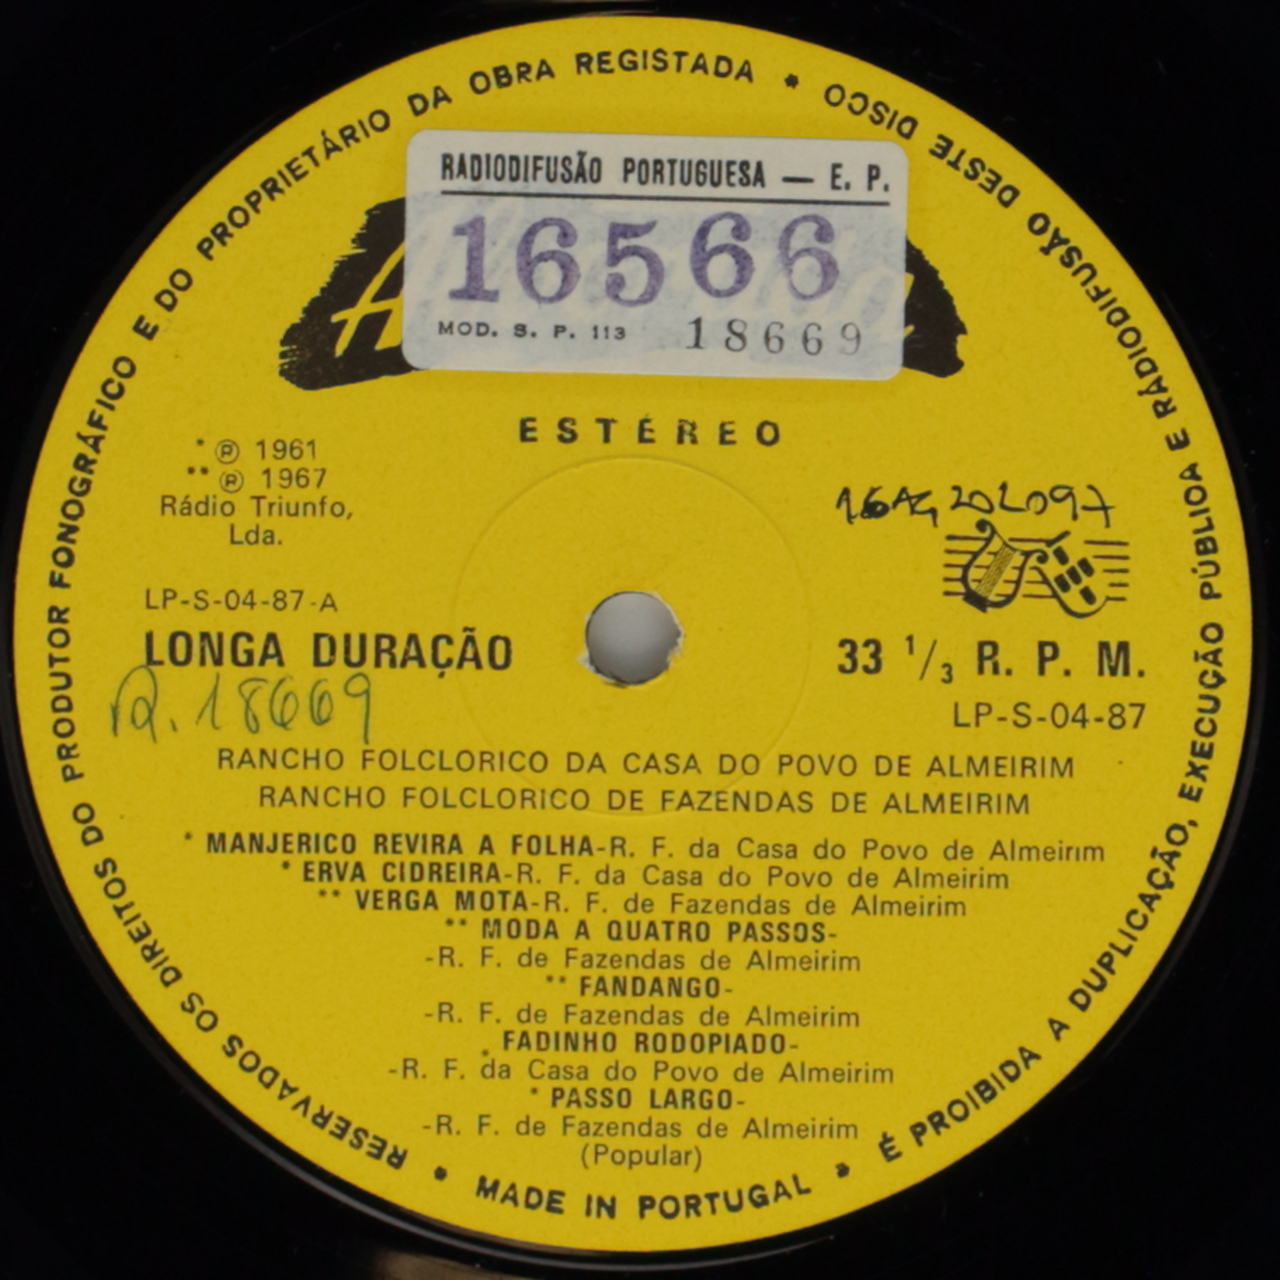 RESERVADOS OS DIREITOS DO PRODUTOR FONOGRÁFICO E DO PROPRIETÁRIO DA OBRA REGISTADA *
É PROIBIDA A DUPLICAÇÃO, EXECUÇÃO PÚBLICA E RÁDIODIFUSÃO DESTE DISCO
RADIODIFUSÃO PORTUGUESA — E. P.
16566
MOD. S. P. 113 18669
ESTÉREO
* ℗ 1961
** ℗ 1967
Rádio Triunfo,
Lda.
LP-S-04-87-A
LONGA DURAÇÃO
33 1/3 R. P. M.
R. 18669
LP-S-04-87
RANCHO FOLCLORICO DA CASA DO POVO DE ALMEIRIM
RANCHO FOLCLORICO DE FAZENDAS DE ALMEIRIM
* MANJERICO REVIRA A FOLHA-R. F. da Casa do Povo de Almeirim
* ERVA CIDREIRA-R. F. da Casa do Povo de Almeirim
** VERGA MOTA-R. F. de Fazendas de Almeirim
** MODA A QUATRO PASSOS-
-R. F. de Fazendas de Almeirim
** FANDANGO-
-R. F. de Fazendas de Almeirim
* FADINHO RODOPIADO-
-R. F. da Casa do Povo de Almeirim
* PASSO LARGO-
-R. F. de Fazendas de Almeirim
(Popular)
* MADE IN PORTUGAL *